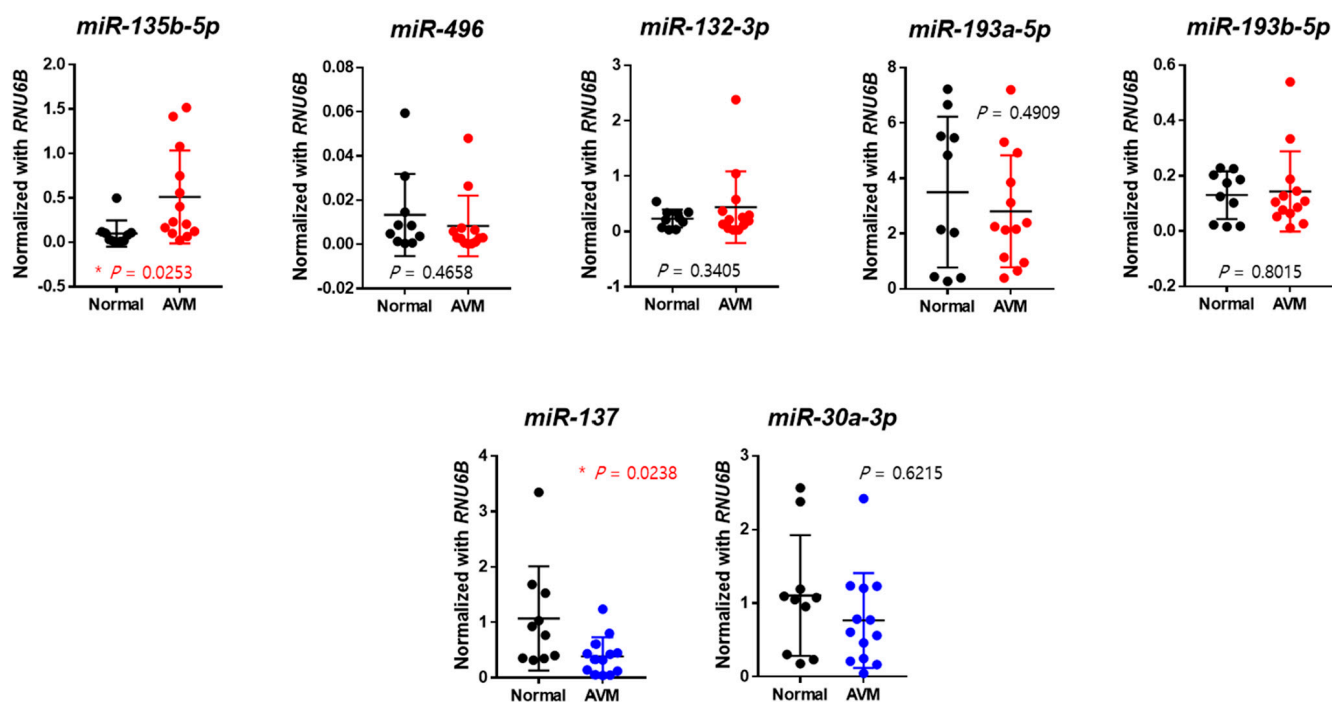 miR-135b-5p
Normalized with RNU6B
2.0
1.5
1.0
0.5
0.0
-0.5
* P = 0.0253
Normal AVM
miR-496
Normalized with RNU6B
0.08
0.06
0.04
0.02
0.00
-0.02
P = 0.4658
Normal AVM
miR-132-3p
Normalized with RNU6B
3
2
1
0
-1
P = 0.3405
Normal AVM
miR-193a-5p
Normalized with RNU6B
8
6
4
2
0
P = 0.4909
Normal AVM
miR-193b-5p
Normalized with RNU6B
0.6
0.4
0.2
0.0
-0.2
P = 0.8015
Normal AVM
miR-137
Normalized with RNU6B
4
3
2
1
0
* P = 0.0238
Normal AVM
miR-30a-3p
Normalized with RNU6B
3
2
1
0
P = 0.6215
Normal AVM